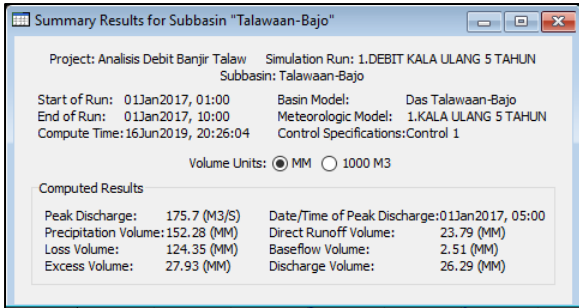 Summary Results for Subbasin "Talawaan-Bajo"
Project: Analisis Debit Banjir Talaw Simulation Run: 1.DEBIT KALA ULANG 5 TAHUN
Subbasin: Talawaan-Bajo
Start of Run: 01Jan2017, 01:00 Basin Model: Das Talawaan-Bajo
End of Run: 01Jan2017, 10:00 Meteorologic Model: 1.KALA ULANG 5 TAHUN
Compute Time:16Jun2019, 20:26:04 Control Specifications:Control 1
Volume Units: MM 1000 M3
Computed Results
Peak Discharge: 175.7 (M3/S) Date/Time of Peak Discharge:01Jan2017, 05:00
Precipitation Volume:152.28 (MM) Direct Runoff Volume: 23.79 (MM)
Loss Volume: 124.35 (MM) Baseflow Volume: 2.51 (MM)
Excess Volume: 27.93 (MM) Discharge Volume: 26.29 (MM)